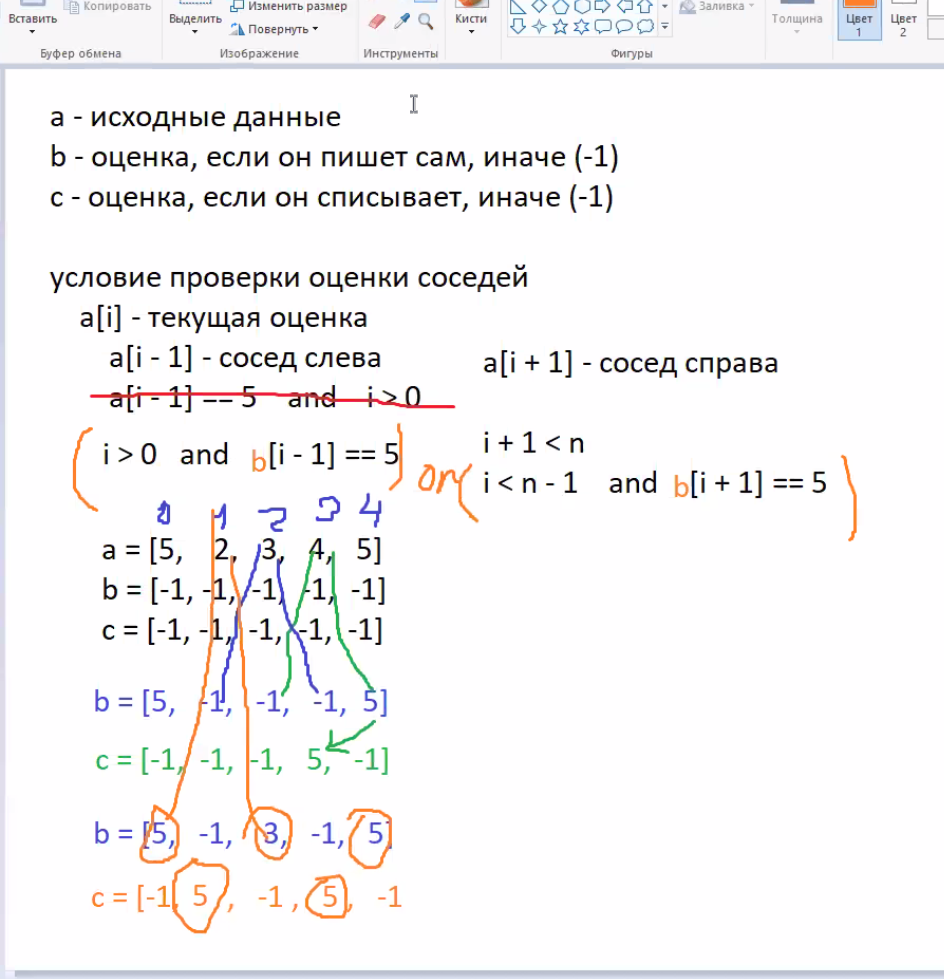 Вставить
Копировать
Буфер обмена
Выделить
Изменить размер
Повернуть
Изображение
Инструменты
Кисти
Фигуры
Заливка
Толщина
Цвет 1
Цвет 2
a - исходные данные
b - оценка, если он пишет сам, иначе (-1)
c - оценка, если он списывает, иначе (-1)
условие проверки оценки соседей
a[i] - текущая оценка
a[i - 1] - сосед слева
a[i + 1] - сосед справа
a[i - 1] == 5 and i > 0
( i > 0 and b[i - 1] == 5 ) or ( i + 1 < n
i < n - 1 and b[i + 1] == 5 )
0 1 2 3 4
a = [5, 2, 3, 4, 5]
b = [-1, -1, -1, -1, -1]
c = [-1, -1, -1, -1, -1]
b = [5, -1, -1, -1, 5]
c = [-1, -1, -1, 5, -1]
b = [5, -1, 3, -1, 5]
c = [-1, 5, -1, 5, -1